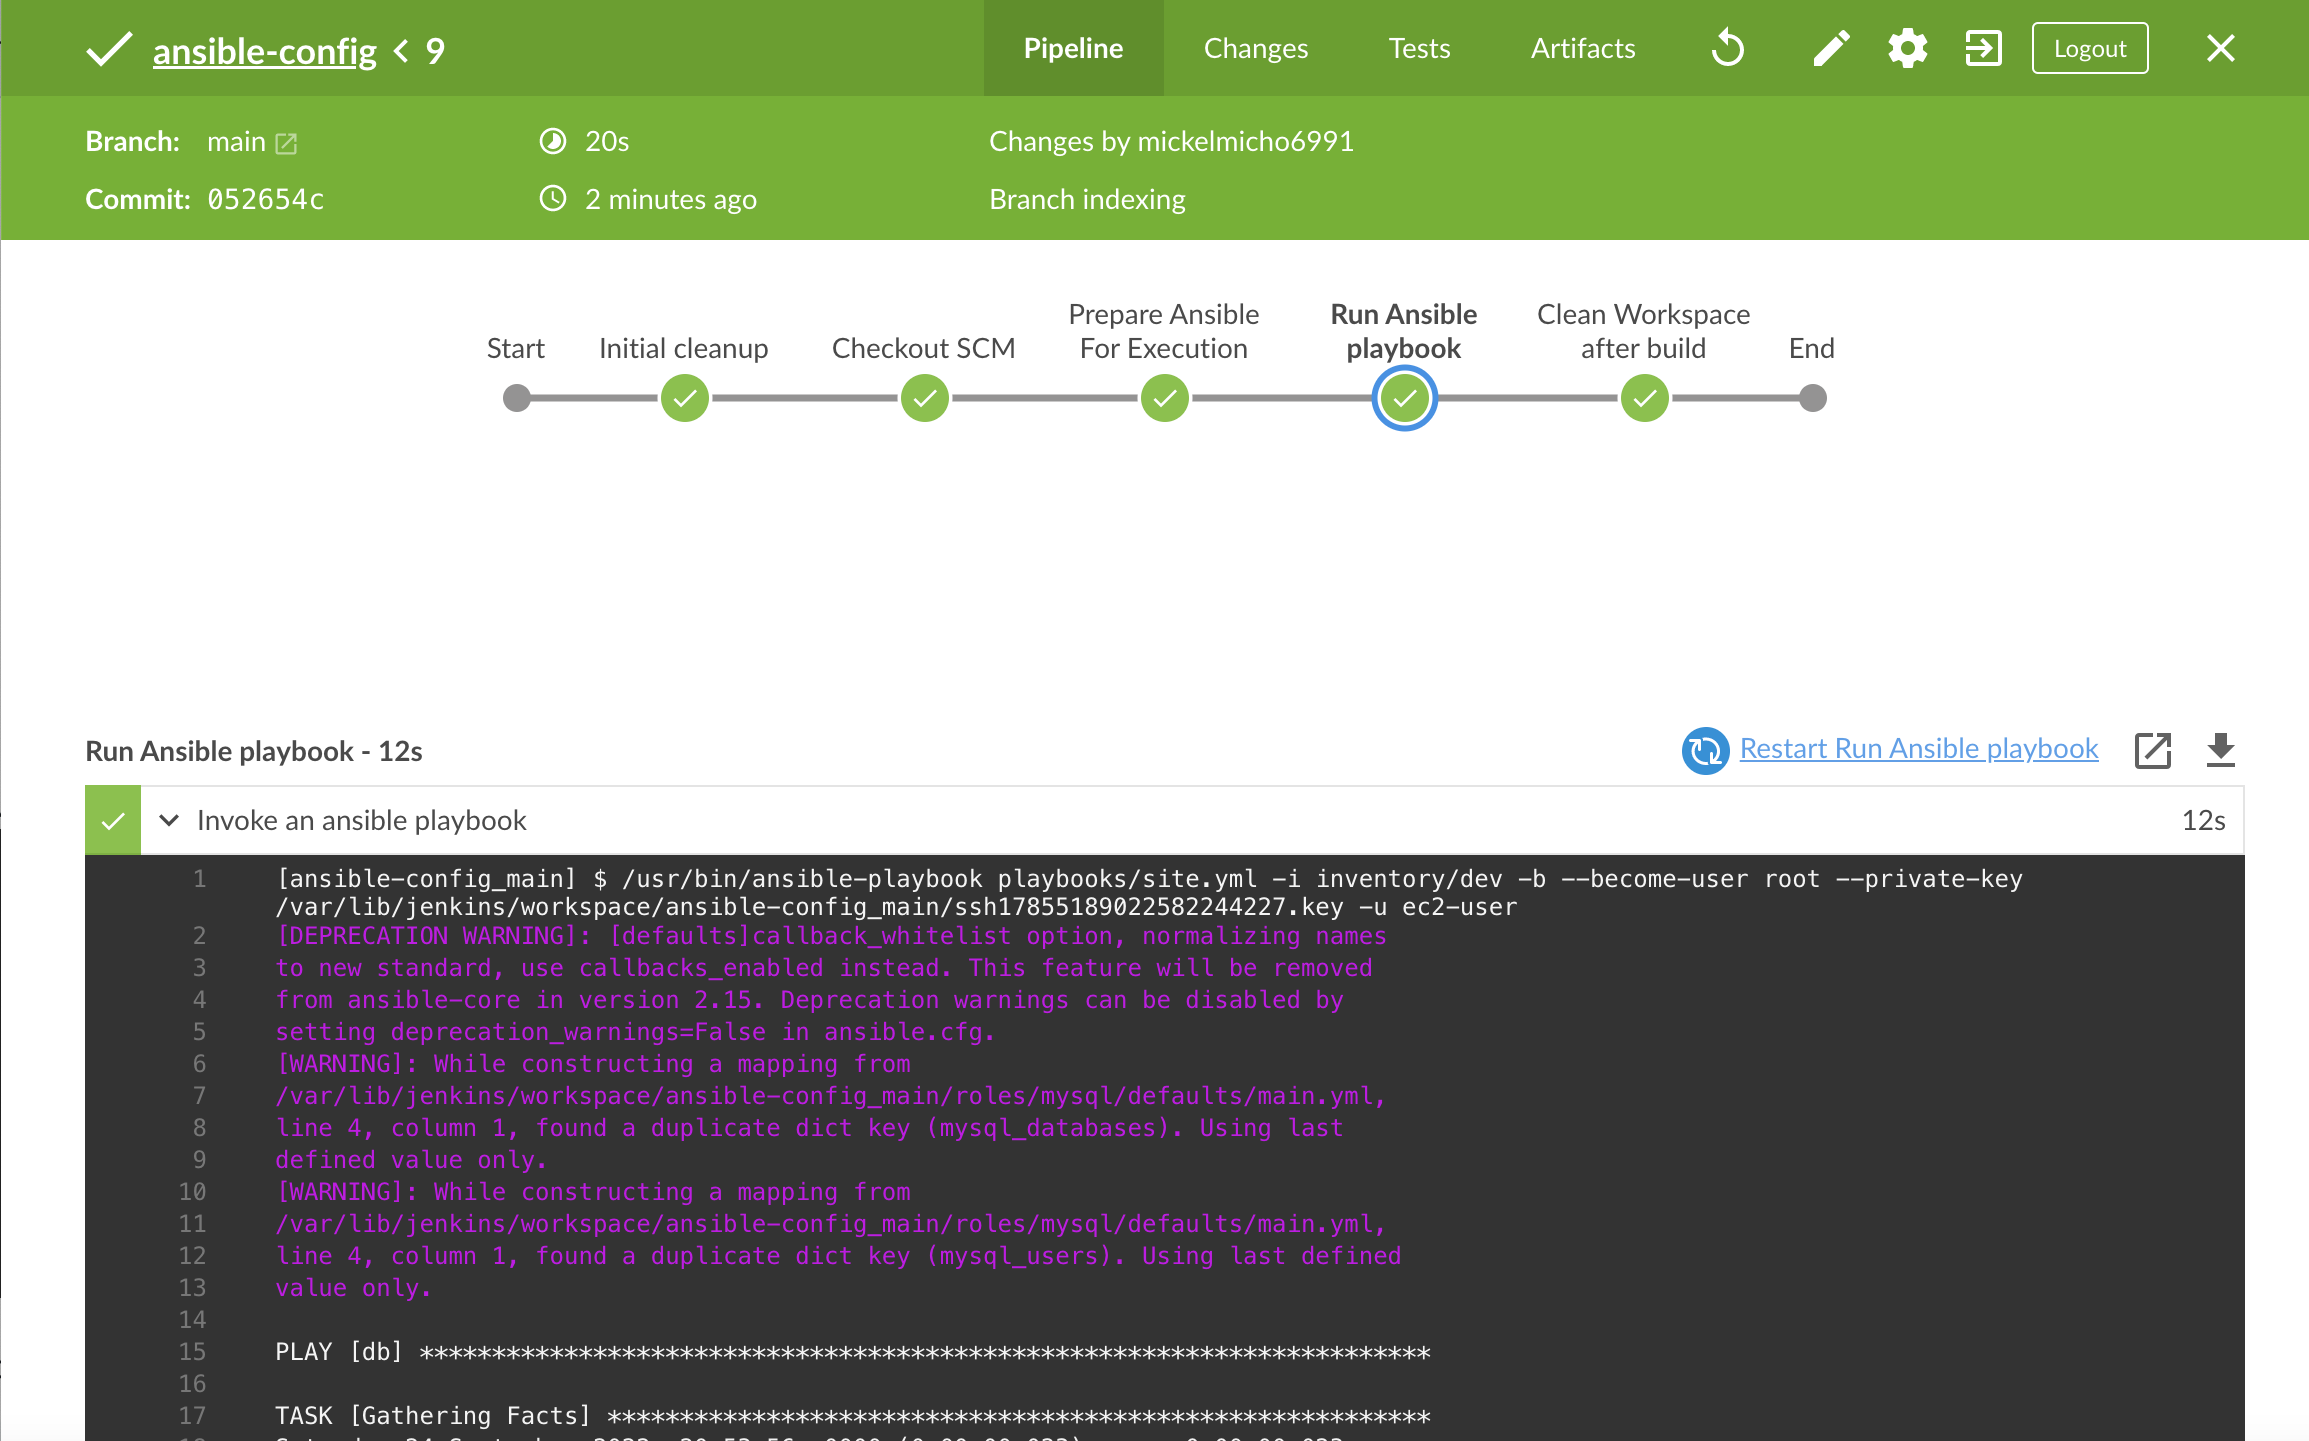 ansible-config < 9
Pipeline Changes Tests Artifacts Logout
Branch: main 20s Changes by mickelmicho6991
Commit: 052654c 2 minutes ago Branch indexing
Start
Initial cleanup
Checkout SCM
Prepare Ansible
For Execution
Run Ansible
playbook
Clean Workspace
after build
End
Run Ansible playbook - 12s
Restart Run Ansible playbook
Invoke an ansible playbook 12s
1 [ansible-config_main] $ /usr/bin/ansible-playbook playbooks/site.yml -i inventory/dev -b --become-user root --private-key
/var/lib/jenkins/workspace/ansible-config_main/ssh17855189022582244227.key -u ec2-user
2 [DEPRECATION WARNING]: [defaults]callback_whitelist option, normalizing names
3 to new standard, use callbacks_enabled instead. This feature will be removed
4 from ansible-core in version 2.15. Deprecation warnings can be disabled by
5 setting deprecation_warnings=False in ansible.cfg.
6 [WARNING]: While constructing a mapping from
7 /var/lib/jenkins/workspace/ansible-config_main/roles/mysql/defaults/main.yml,
8 line 4, column 1, found a duplicate dict key (mysql_databases). Using last
9 defined value only.
10 [WARNING]: While constructing a mapping from
11 /var/lib/jenkins/workspace/ansible-config_main/roles/mysql/defaults/main.yml,
12 line 4, column 1, found a duplicate dict key (mysql_users). Using last defined
13 value only.
14
15 PLAY [db] **********************************************************************
16
17 TASK [Gathering Facts] *********************************************************